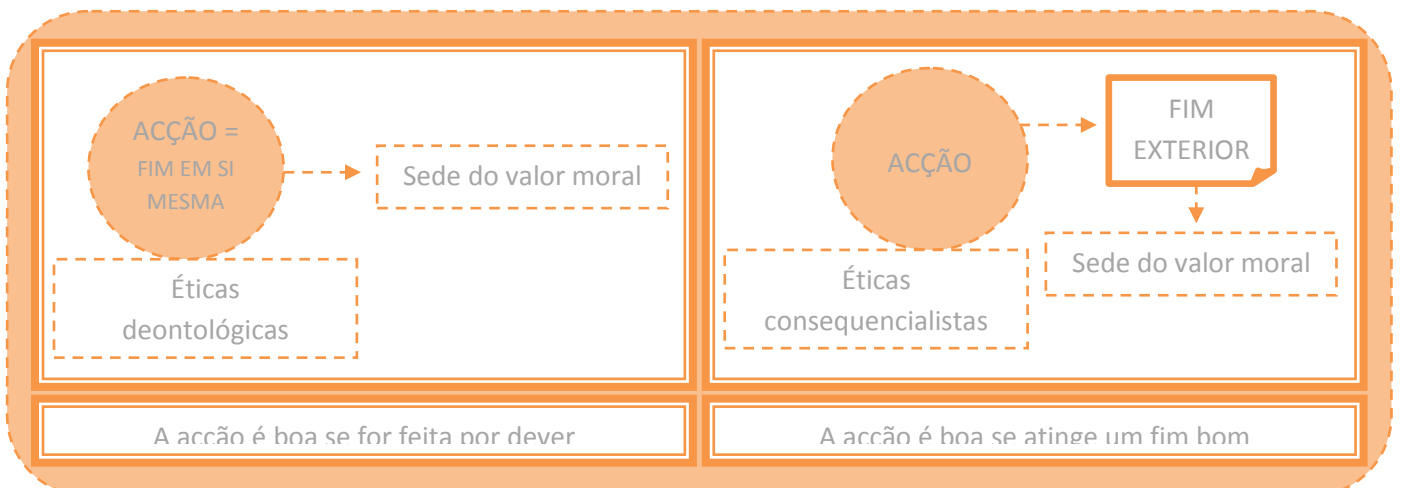 ACÇÃO =
FIM EM SI
MESMA
Sede do valor moral
Éticas
deontológicas
A acção é boa se for feita por dever
ACÇÃO
FIM
EXTERIOR
Sede do valor moral
Éticas
consequencialistas
A acção é boa se atinge um fim bom